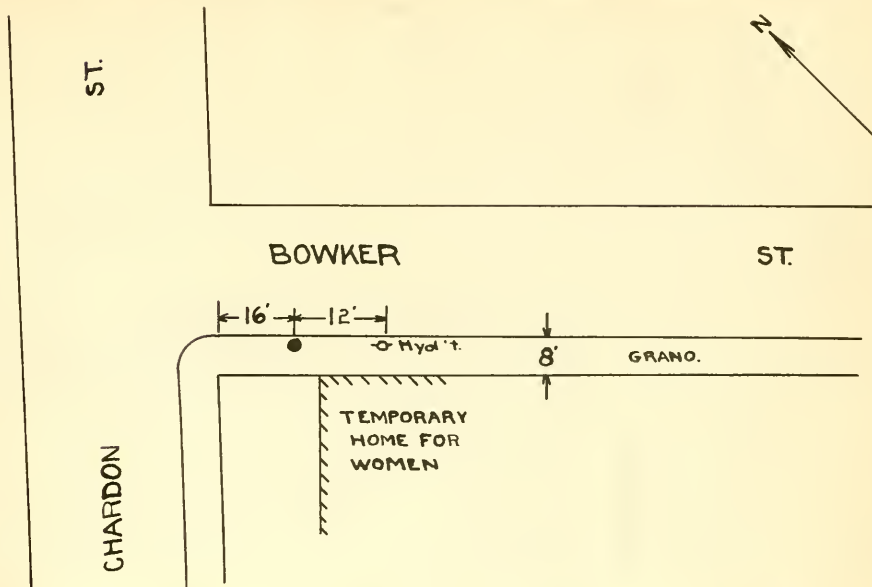 N
ST.
BOWKER ST.
16' 12'
Hyd't.
8'
GRANO.
TEMPORARY
HOME FOR
WOMEN
CHARDON